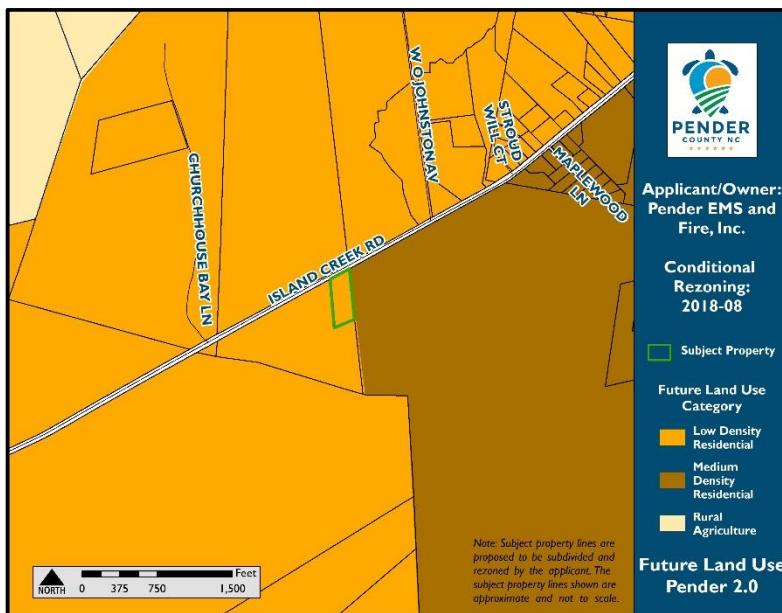 CHURCHHOUSE BAY LN
W O JOHNSTON AV
STROUD
WILL CT
MAPLEWOOD
LN
ISLAND CREEK RD
NORTH
Feet
0 375 750 1,500
Note: Subject property lines are
proposed to be subdivided and
rezoned by the applicant. The
subject property lines shown are
approximate and not to scale.
PENDER
COUNTY NC
Applicant/Owner:
Pender EMS and
Fire, Inc.
Conditional
Rezoning:
2018-08
Subject Property
Future Land Use
Category
Low Density
Residential
Medium
Density
Residential
Rural
Agriculture
Future Land Use
Pender 2.0